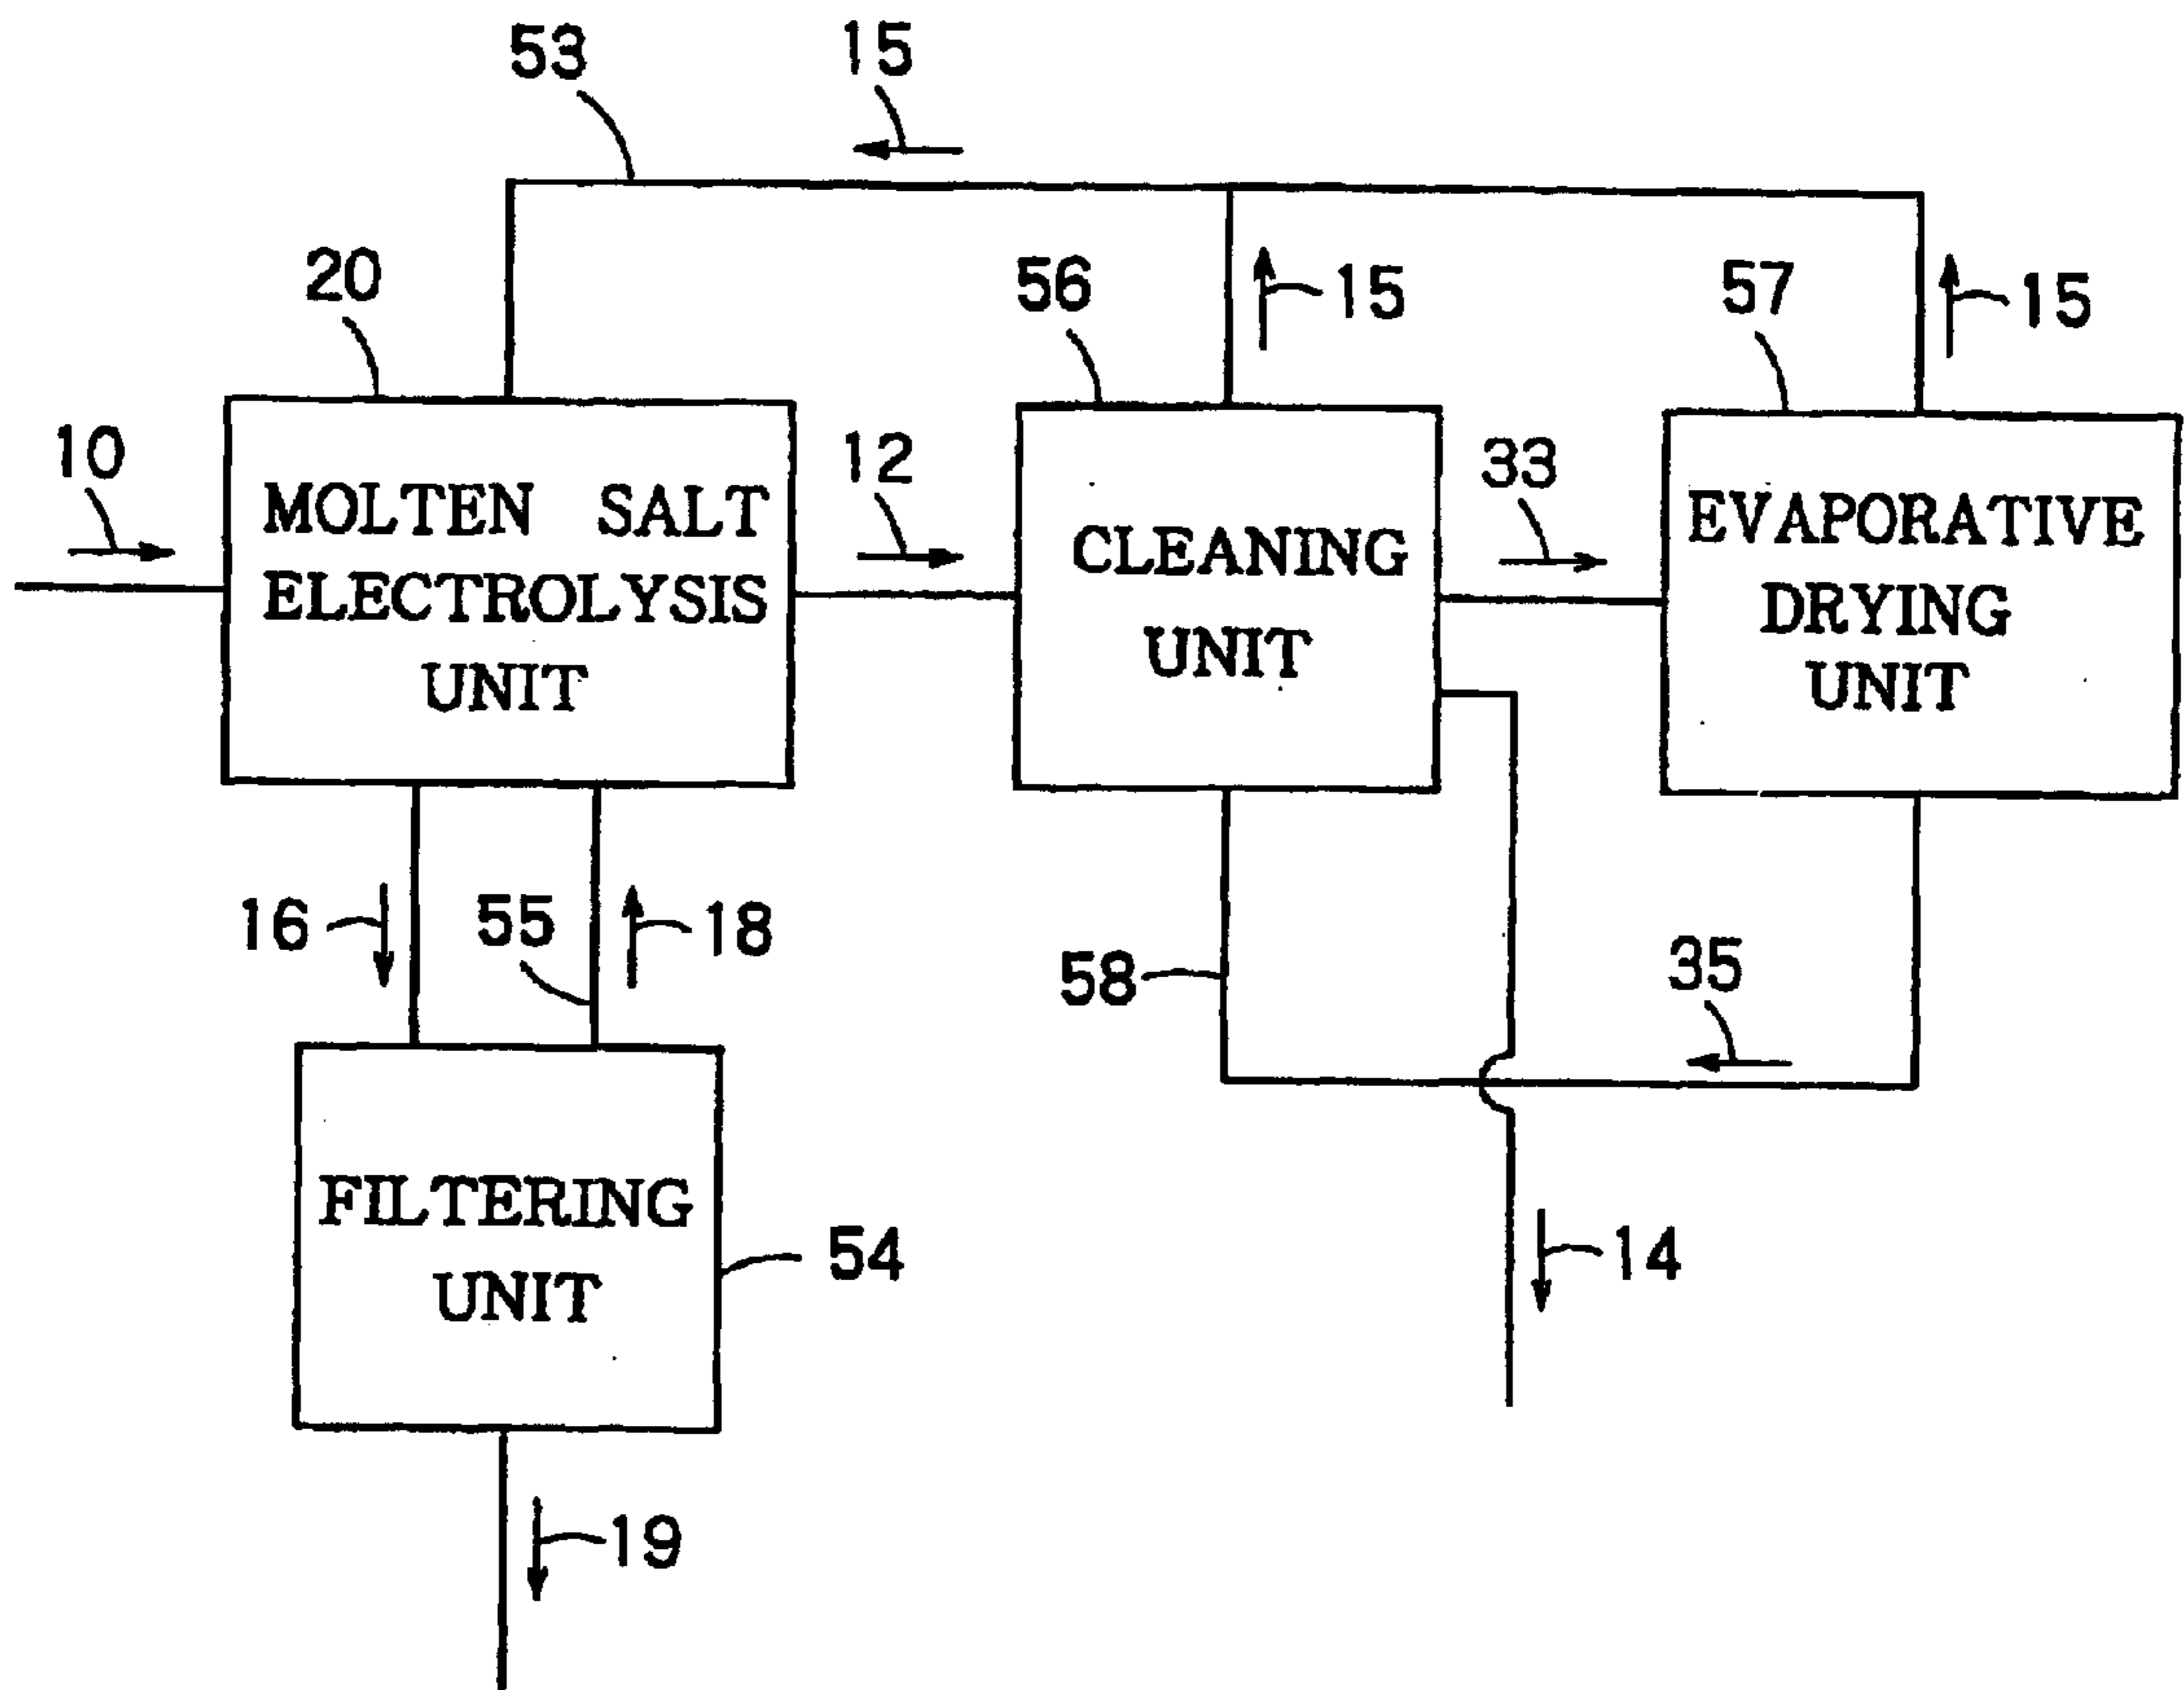 53
15
20
56
15
57
15
10
MOLTEN SALT
ELECTROLYSIS
UNIT
12
CLEANING
UNIT
33
EVAPORATIVE
DRYING
UNIT
16
55
18
58
35
FILTERING
UNIT
54
14
19